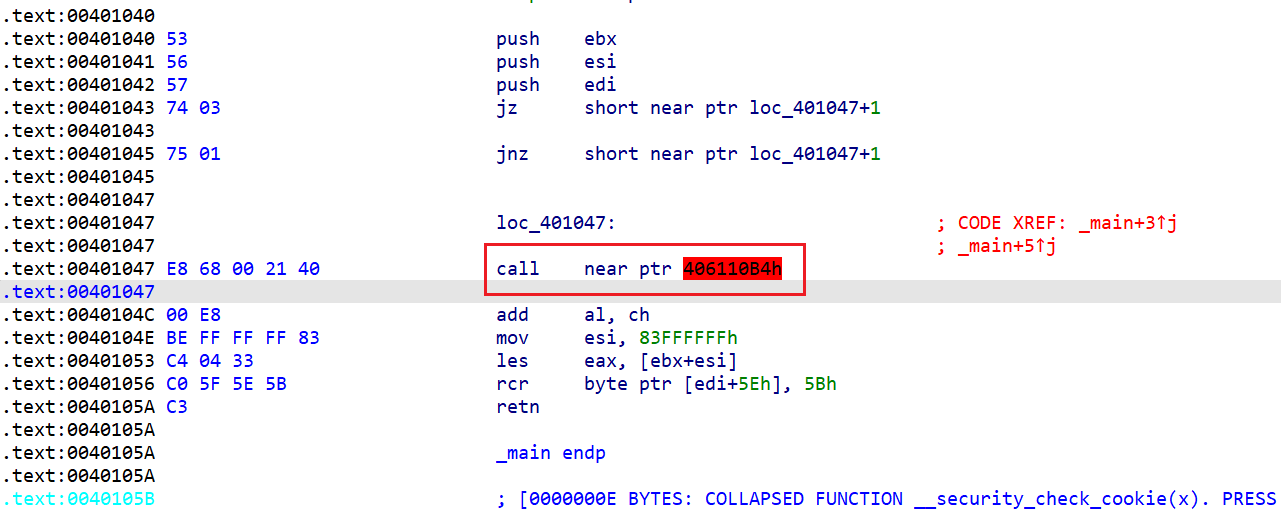 .text:00401040
.text:00401040 53 push ebx
.text:00401041 56 push esi
.text:00401042 57 push edi
.text:00401043 74 03 jz short near ptr loc_401047+1
.text:00401043
.text:00401045 75 01 jnz short near ptr loc_401047+1
.text:00401045
.text:00401047
.text:00401047 loc_401047: ; CODE XREF: _main+3↑j
.text:00401047 ; _main+5↑j
.text:00401047 E8 68 00 21 40 call near ptr 406110B4h
.text:00401047
.text:0040104C 00 E8 add al, ch
.text:0040104E BE FF FF FF 83 mov esi, 83FFFFFFh
.text:00401053 C4 04 33 les eax, [ebx+esi]
.text:00401056 C0 5F 5E 5B rcr byte ptr [edi+5Eh], 5Bh
.text:0040105A C3 retn
.text:0040105A
.text:0040105A _main endp
.text:0040105A
.text:0040105B ; [0000000E BYTES: COLLAPSED FUNCTION __security_check_cookie(x). PRESS